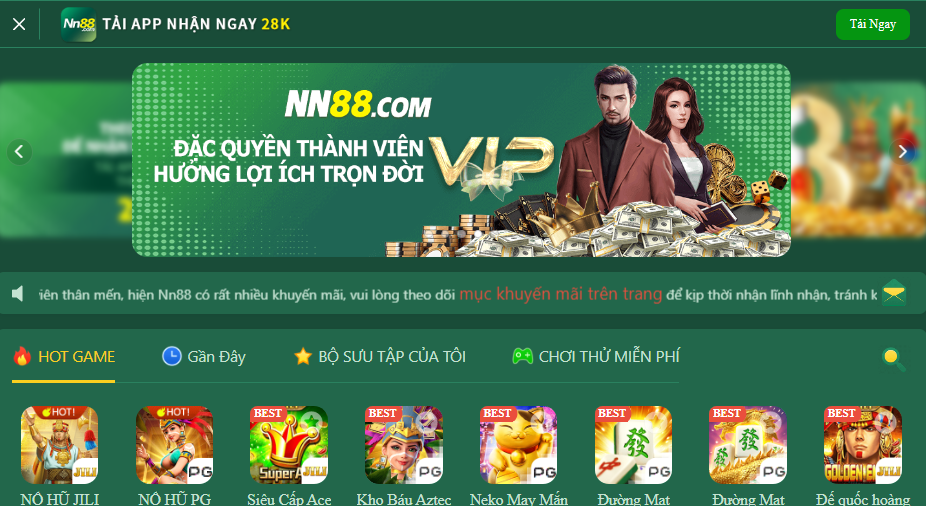 Nn88.com TẢI APP NHẬN NGAY 28K
Tải Ngay
NN88.COM
ĐẶC QUYỀN THÀNH VIÊN
HƯỞNG LỢI ÍCH TRỌN ĐỜI
VIP
iên thân mến, hiện Nn88 có rất nhiều khuyến mãi, vui lòng theo dõi mục khuyến mãi trên trang để kịp thời nhận lĩnh nhận, tránh k
HOT GAME
Gần Đây
BỘ SƯU TẬP CỦA TÔI
CHƠI THỬ MIỄN PHÍ
HOT! JILI
HOT! PG
BEST SuperA JILI
BEST PG
BEST PG
BEST 發 PG
BEST 發 發 PG
BEST GOLDEN E JILI
NỔ HŨ JILI
NỔ HŨ PG
Siêu Cấp Ace
Kho Báu Aztec
Neko May Mắn
Đường Mạt
Đường Mạt
Đế quốc hoàng